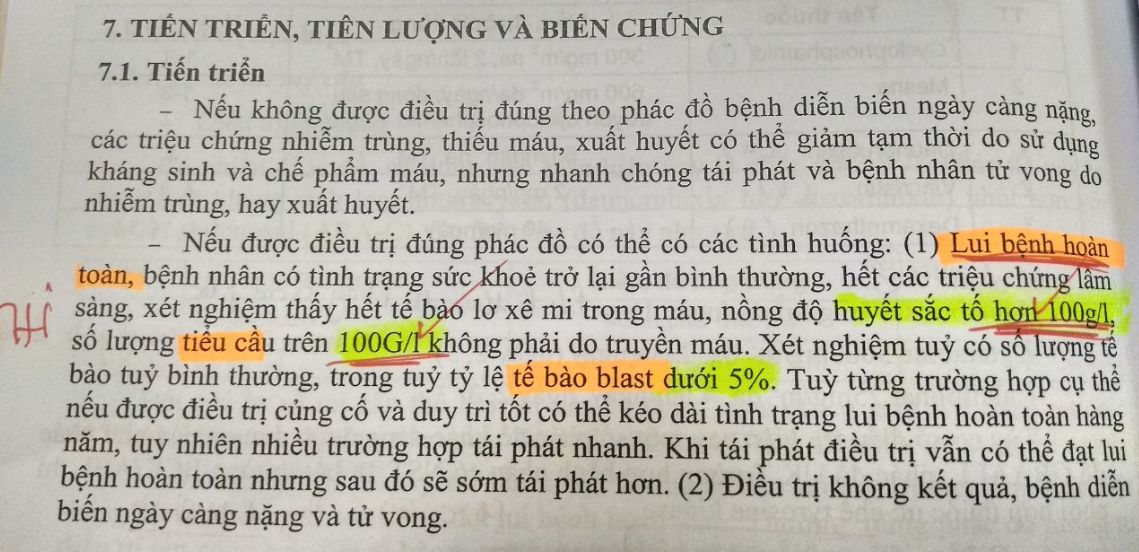 7. TIẾN TRIỂN, TIÊN LƯỢNG VÀ BIẾN CHỨNG
7.1. Tiến triển
– Nếu không được điều trị đúng theo phác đồ bệnh diễn biến ngày càng nặng,
các triệu chứng nhiễm trùng, thiếu máu, xuất huyết có thể giảm tạm thời do sử dụng
kháng sinh và chế phẩm máu, nhưng nhanh chóng tái phát và bệnh nhân tử vong do
nhiễm trùng, hay xuất huyết.
– Nếu được điều trị đúng phác đồ có thể có các tình huống: (1) Lui bệnh hoàn
toàn, bệnh nhân có tình trạng sức khoẻ trở lại gần bình thường, hết các triệu chứng lâm
sàng, xét nghiệm thấy hết tế bào lơ xê mi trong máu, nồng độ huyết sắc tố hơn 100g/l,
số lượng tiểu cầu trên 100G/l không phải do truyền máu. Xét nghiệm tuỷ có số lượng tế
bào tuỷ bình thường, trong tuỷ tỷ lệ tế bào blast dưới 5%. Tuỳ từng trường hợp cụ thể
nếu được điều trị củng cố và duy trì tốt có thể kéo dài tình trạng lui bệnh hoàn toàn hàng
năm, tuy nhiên nhiều trường hợp tái phát nhanh. Khi tái phát điều trị vẫn có thể đạt lui
bệnh hoàn toàn nhưng sau đó sẽ sớm tái phát hơn. (2) Điều trị không kết quả, bệnh diễn
biến ngày càng nặng và tử vong.